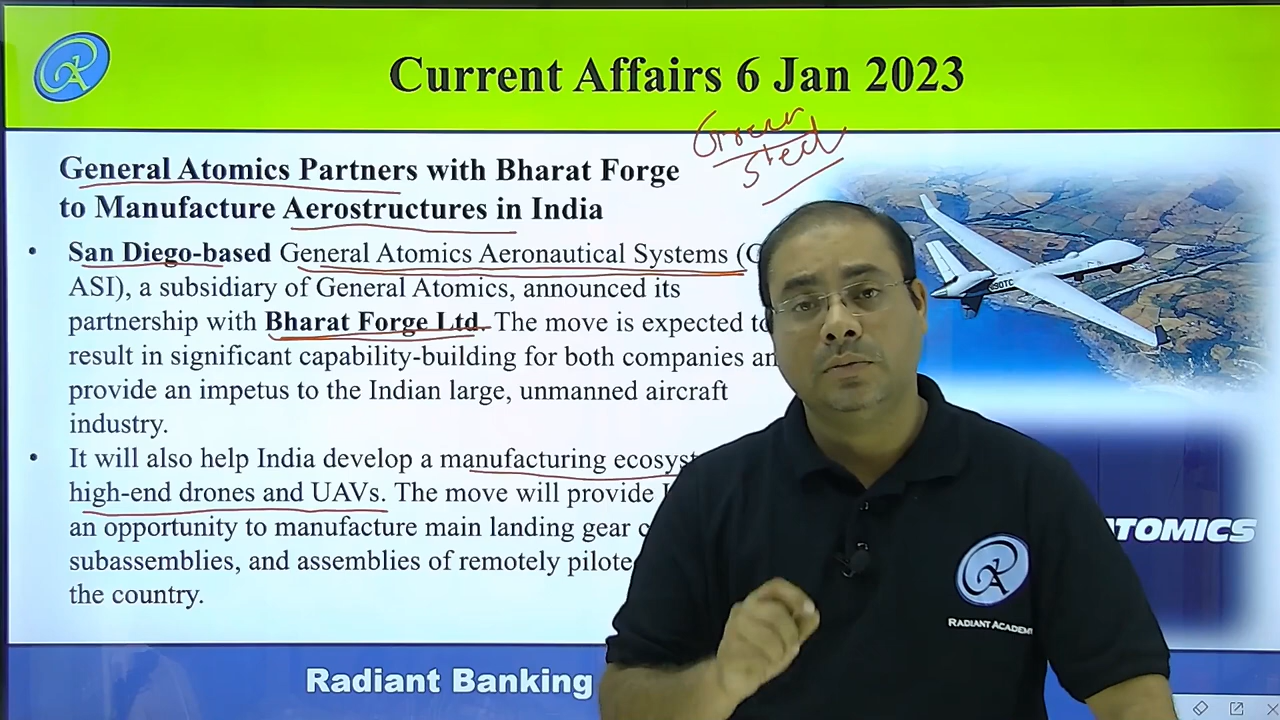 Current Affairs 6 Jan 2023
Green
Steel
General Atomics Partners with Bharat Forge
to Manufacture Aerostructures in India
• San Diego-based General Atomics Aeronautical Systems (
ASI), a subsidiary of General Atomics, announced its
partnership with Bharat Forge Ltd. The move is expected to
result in significant capability-building for both companies an
provide an impetus to the Indian large, unmanned aircraft
industry.
• It will also help India develop a manufacturing ecosyst
high-end drones and UAVs. The move will provide
an opportunity to manufacture main landing gear
subassemblies, and assemblies of remotely pilote
the country.
TOMICS
RADIANT ACADEM
Radiant Banking